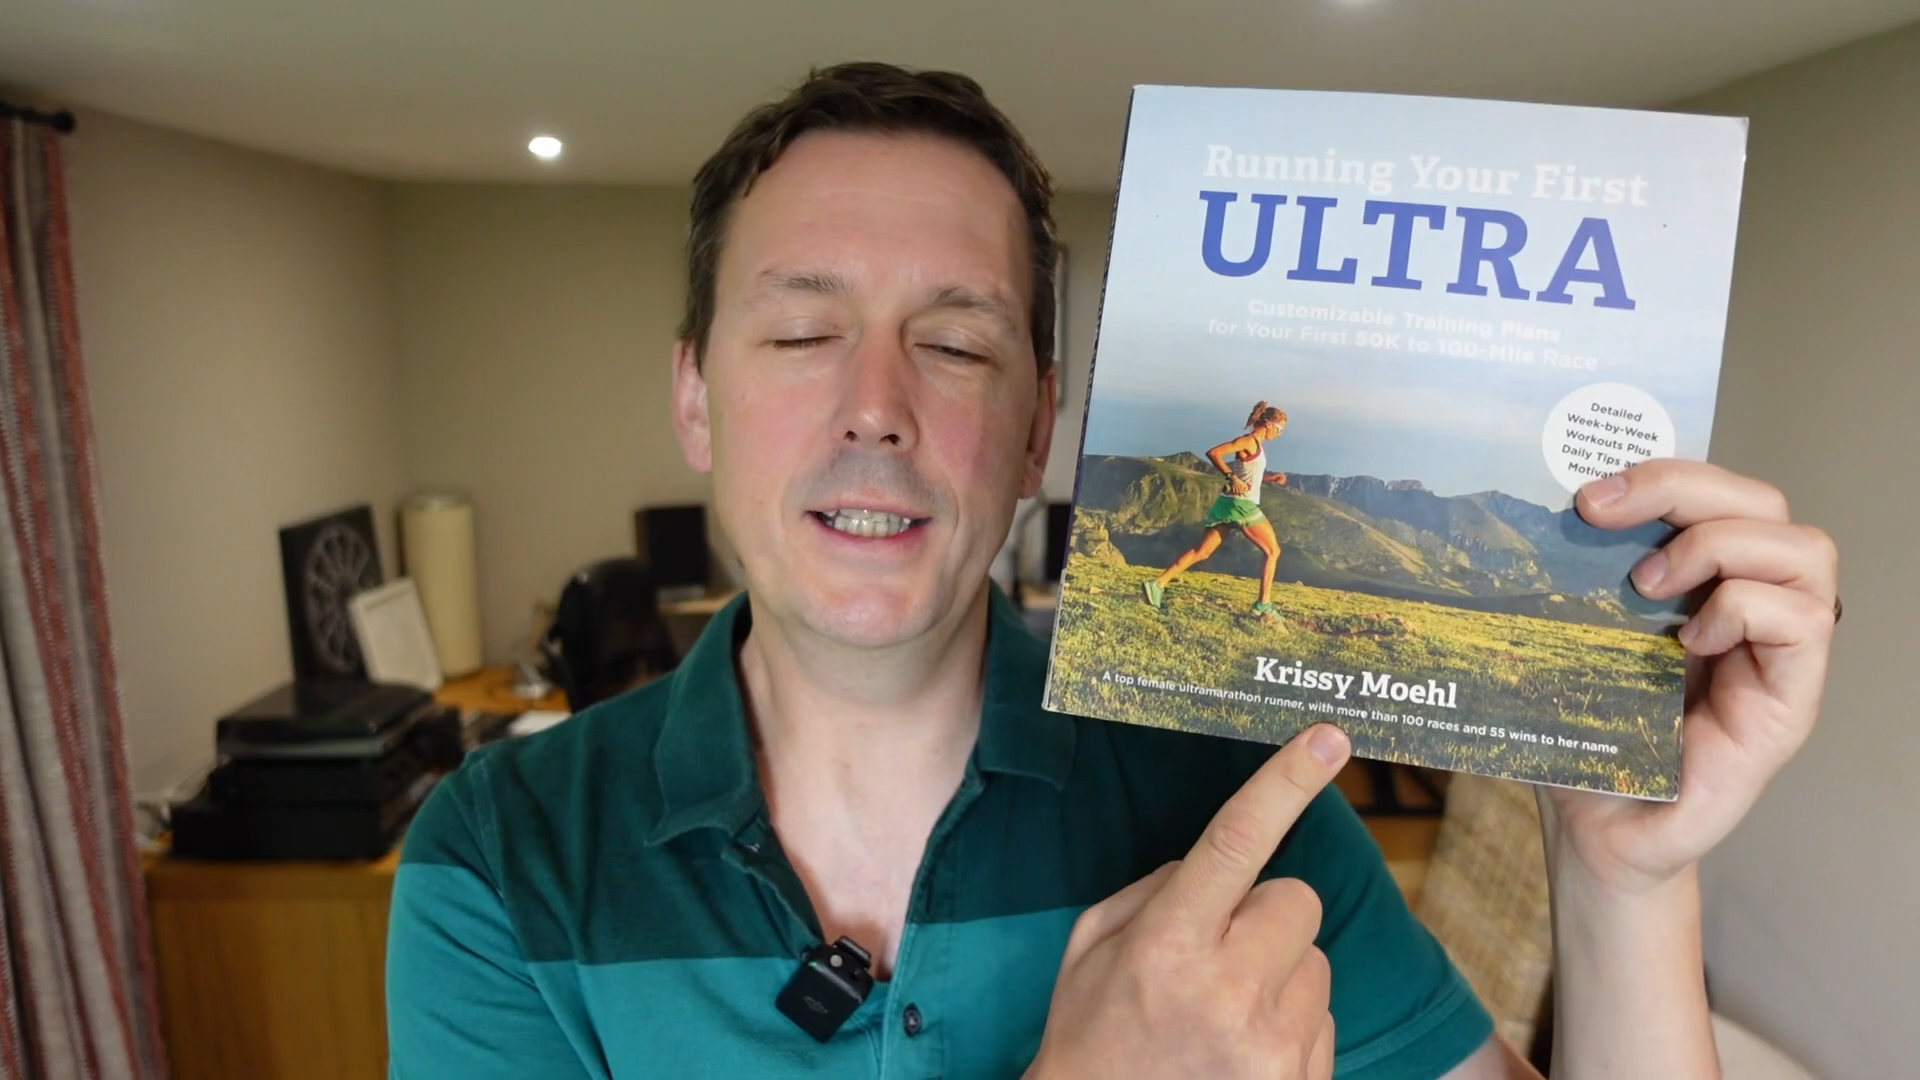 Running Your First
ULTRA
Customizable Training Plans
for Your First 50K to 100-Mile Race
Detailed
Week-by-Week
Workouts Plus
Daily Tips
Krissy Moehl
A top female ultramarathon runner, with more than 100 races and 55 wins to her name